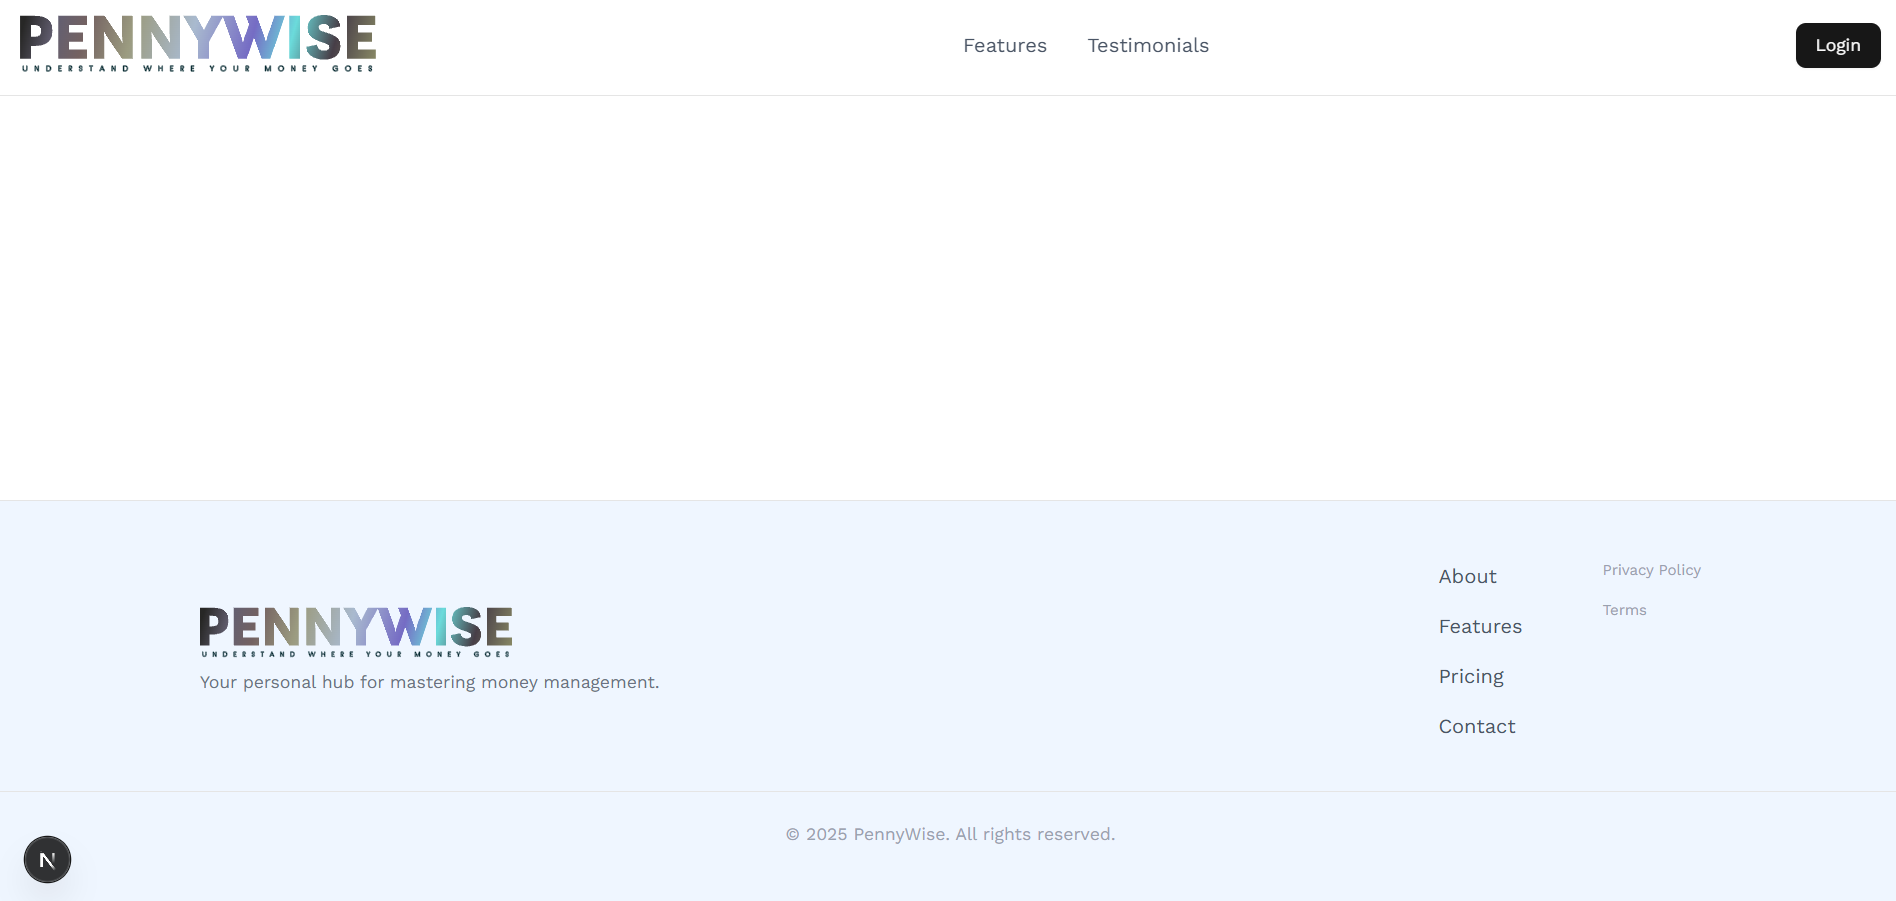 PENNYWISE
UNDERSTAND WHERE YOUR MONEY GOES
Features
Testimonials
Login
PENNYWISE
UNDERSTAND WHERE YOUR MONEY GOES
Your personal hub for mastering money management.
About
Features
Pricing
Contact
Privacy Policy
Terms
© 2025 PennyWise. All rights reserved.
N